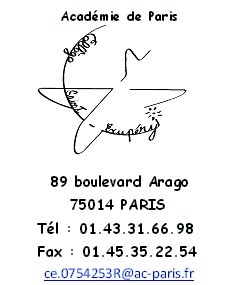 Académie de Paris
Collège
Saint
Exupéry
89 boulevard Arago
75014 PARIS
Tél : 01.43.31.66.98
Fax : 01.45.35.22.54
ce.0754253R@ac-paris.fr